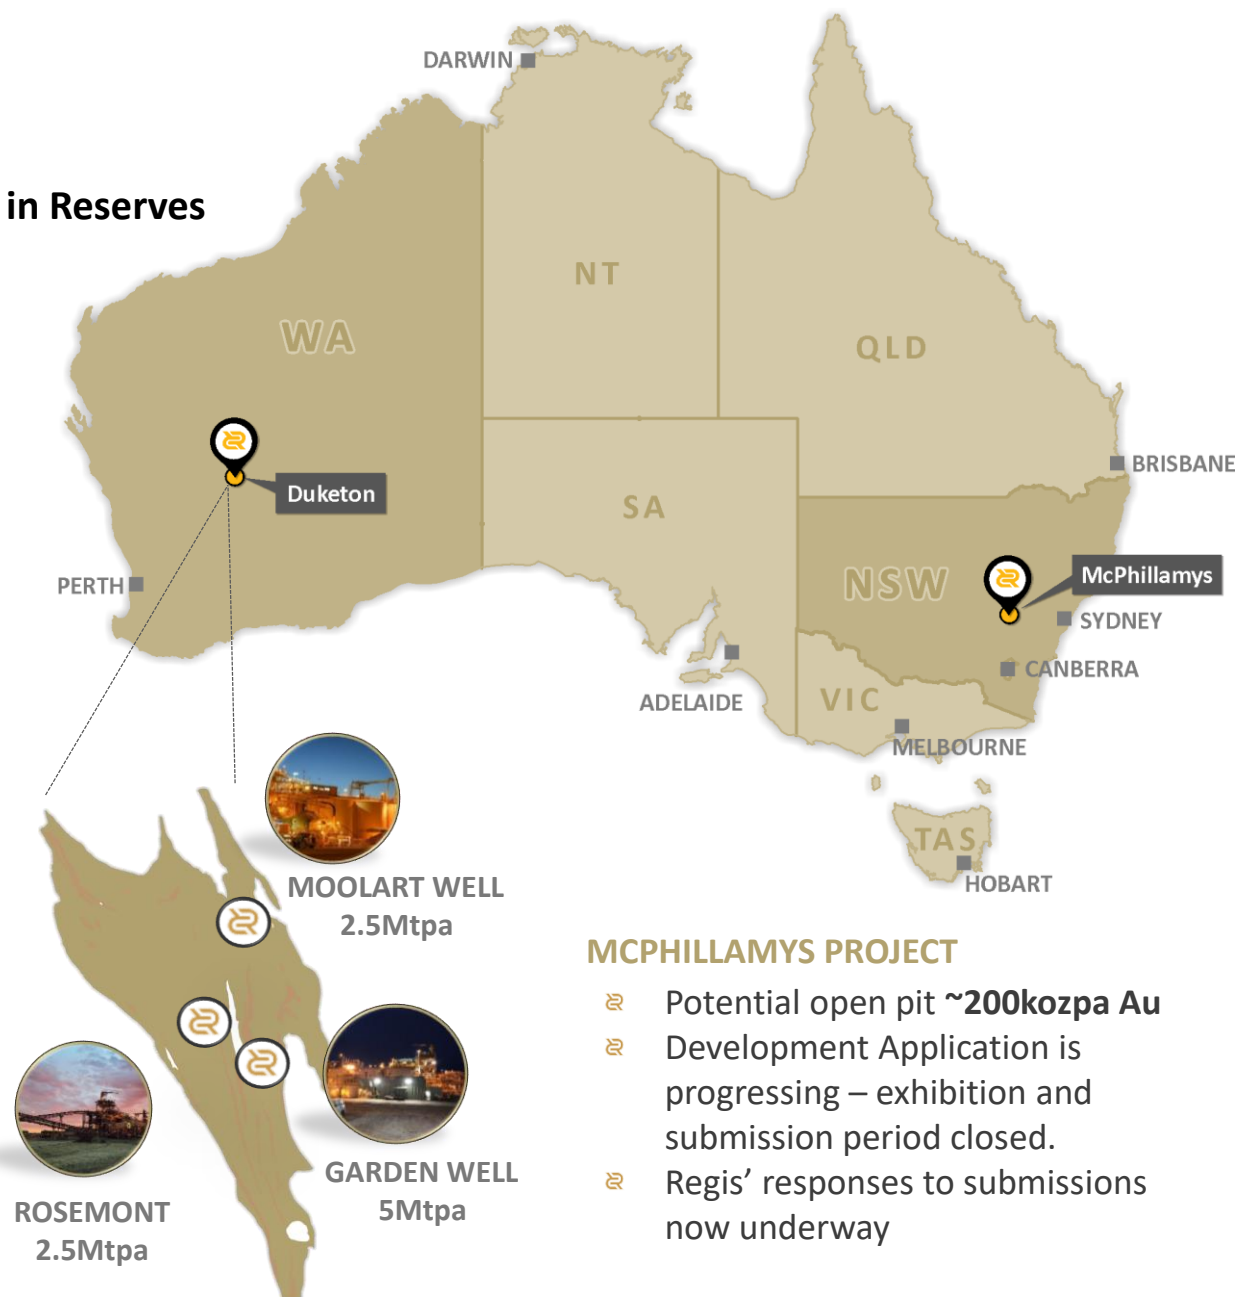 DARWIN
in Reserves
NT
WA
QLD
BRISBANE
Duketon
SA
PERTH
NSW
McPhillamys
SYDNEY
CANBERRA
ADELAIDE
VIC
MELBOURNE
TAS
HOBART
MOOLART WELL
2.5Mtpa
GARDEN WELL
5Mtpa
ROSEMONT
2.5Mtpa
MCPHILLAMYS PROJECT
Potential open pit ~200kozpa Au
Development Application is
progressing – exhibition and
submission period closed.
Regis’ responses to submissions
now underway